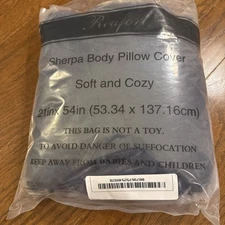 Sherpa Body Pillow Cover
Soft and Cozy
21in× 54in (53.34 x 137.16cm)
THIS BAG IS NOT A TOY.
TO AVOID DANGER OF SUFFOCATION
KEEP AWAY FROM BABIES AND CHILDREN